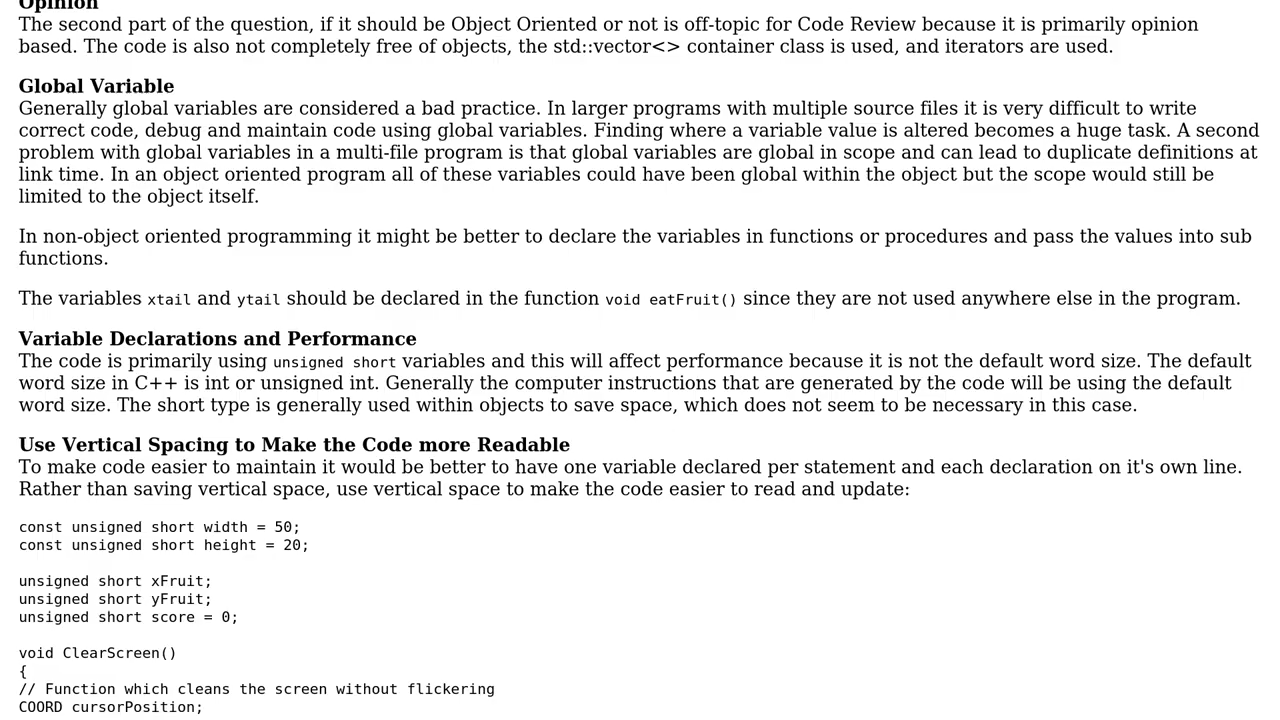 Opinion
The second part of the question, if it should be Object Oriented or not is off-topic for Code Review because it is primarily opinion
based. The code is also not completely free of objects, the std::vector<> container class is used, and iterators are used.
Global Variable
Generally global variables are considered a bad practice. In larger programs with multiple source files it is very difficult to write
correct code, debug and maintain code using global variables. Finding where a variable value is altered becomes a huge task. A second
problem with global variables in a multi-file program is that global variables are global in scope and can lead to duplicate definitions at
link time. In an object oriented program all of these variables could have been global within the object but the scope would still be
limited to the object itself.
In non-object oriented programming it might be better to declare the variables in functions or procedures and pass the values into sub
functions.
The variables xtail and ytail should be declared in the function void eatFruit() since they are not used anywhere else in the program.
Variable Declarations and Performance
The code is primarily using unsigned short variables and this will affect performance because it is not the default word size. The default
word size in C++ is int or unsigned int. Generally the computer instructions that are generated by the code will be using the default
word size. The short type is generally used within objects to save space, which does not seem to be necessary in this case.
Use Vertical Spacing to Make the Code more Readable
To make code easier to maintain it would be better to have one variable declared per statement and each declaration on it's own line.
Rather than saving vertical space, use vertical space to make the code easier to read and update:
const unsigned short width = 50;
const unsigned short height = 20;
unsigned short xFruit;
unsigned short yFruit;
unsigned short score = 0;
void ClearScreen()
{
// Function which cleans the screen without flickering
COORD cursorPosition;